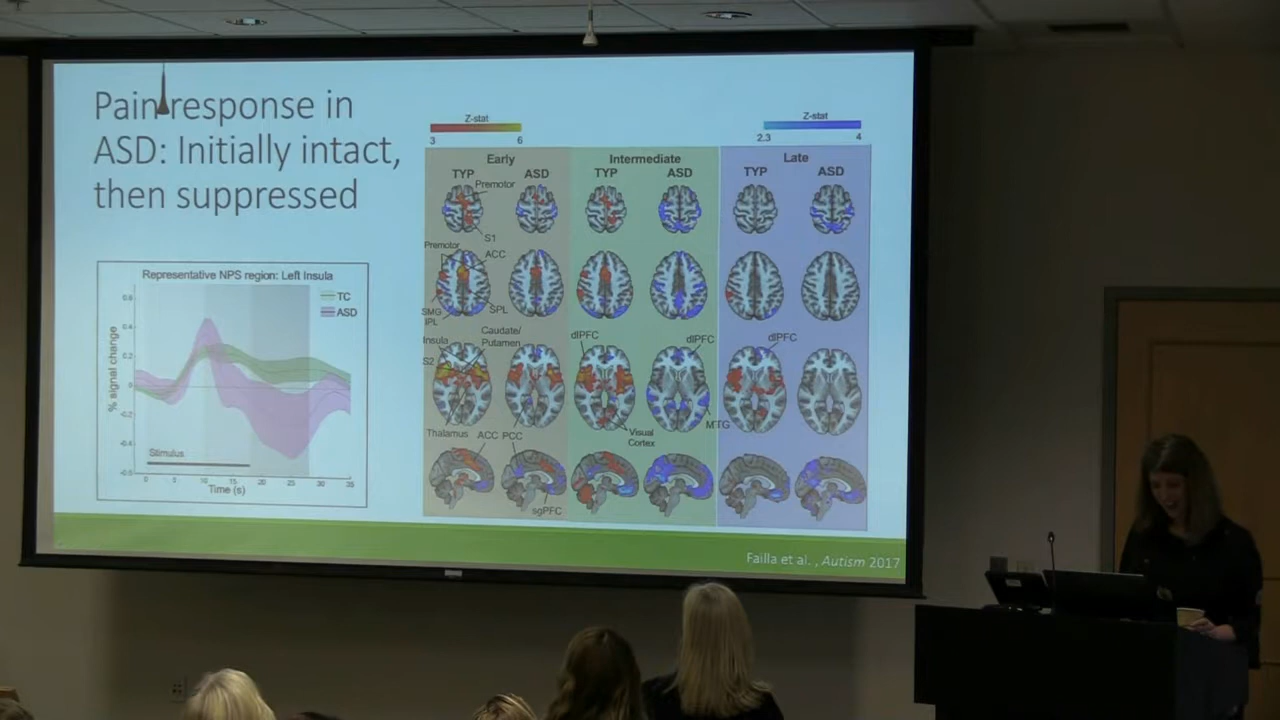 Pain response in
ASD: Initially intact,
then suppressed
Representative NPS region: Left Insula
TC
ASD
% signal change
0.6
0.4
0.2
0
-0.2
-0.4
Stimulus
0 5 10 15 20 25 30 35
Time (s)
Z-stat
3 6
Z-stat
2.3 4
Early Intermediate Late
TYP ASD TYP ASD TYP ASD
Premotor
S1
Premotor
ACC
SMG
IPL
SPL
Insula
Caudate/
Putamen
dlPFC
dlPFC
dlPFC
S2
Thalamus ACC PCC
Visual
Cortex
MTG
sgPFC
Failla et al. , Autism 2017